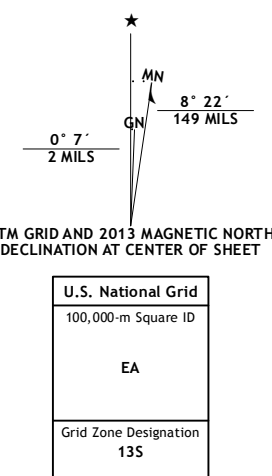 ★
MN
GN
8° 22´
149 MILS
0° 7´
2 MILS
TM GRID AND 2013 MAGNETIC NORTH
DECLINATION AT CENTER OF SHEET
U.S. National Grid
100,000-m Square ID
EA
Grid Zone Designation
13S